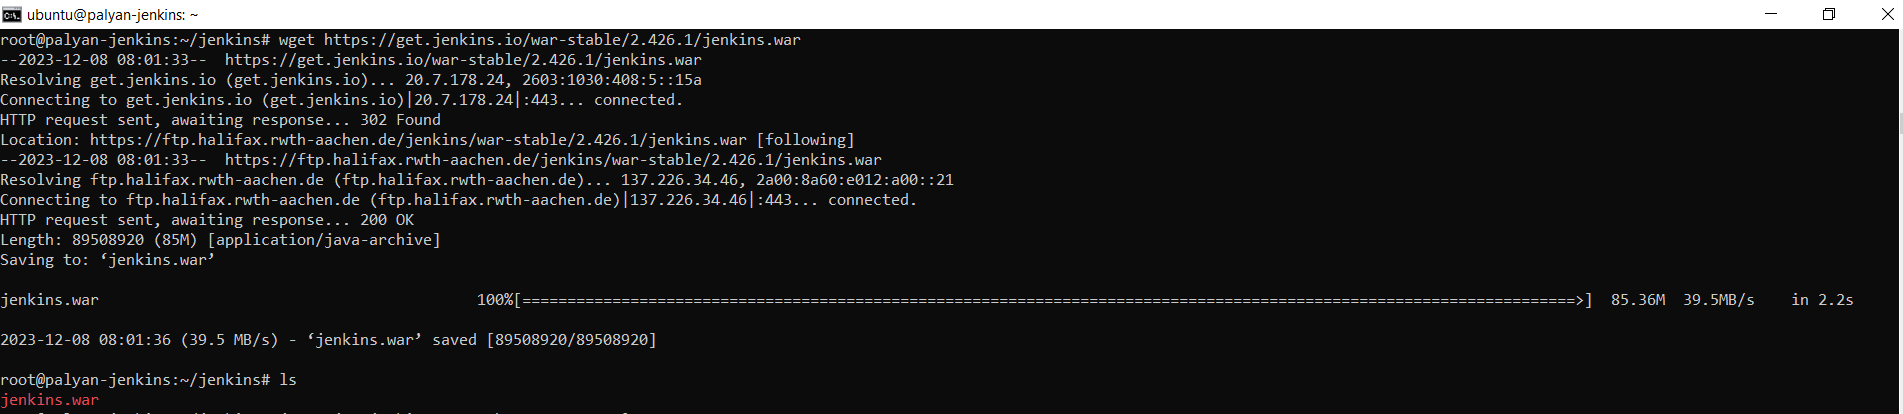 ubuntu@palyan-jenkins: ~
root@palyan-jenkins:~/jenkins# wget https://get.jenkins.io/war-stable/2.426.1/jenkins.war
--2023-12-08 08:01:33--  https://get.jenkins.io/war-stable/2.426.1/jenkins.war
Resolving get.jenkins.io (get.jenkins.io)... 20.7.178.24, 2603:1030:408:5::15a
Connecting to get.jenkins.io (get.jenkins.io)|20.7.178.24|:443... connected.
HTTP request sent, awaiting response... 302 Found
Location: https://ftp.halifax.rwth-aachen.de/jenkins/war-stable/2.426.1/jenkins.war [following]
--2023-12-08 08:01:33--  https://ftp.halifax.rwth-aachen.de/jenkins/war-stable/2.426.1/jenkins.war
Resolving ftp.halifax.rwth-aachen.de (ftp.halifax.rwth-aachen.de)... 137.226.34.46, 2a00:8a60:e012:a00::21
Connecting to ftp.halifax.rwth-aachen.de (ftp.halifax.rwth-aachen.de)|137.226.34.46|:443... connected.
HTTP request sent, awaiting response... 200 OK
Length: 89508920 (85M) [application/java-archive]
Saving to: ‘jenkins.war’
jenkins.war 100%[=====================================================================================================================>] 85.36M 39.5MB/s in 2.2s
2023-12-08 08:01:36 (39.5 MB/s) - ‘jenkins.war’ saved [89508920/89508920]
root@palyan-jenkins:~/jenkins# ls
jenkins.war